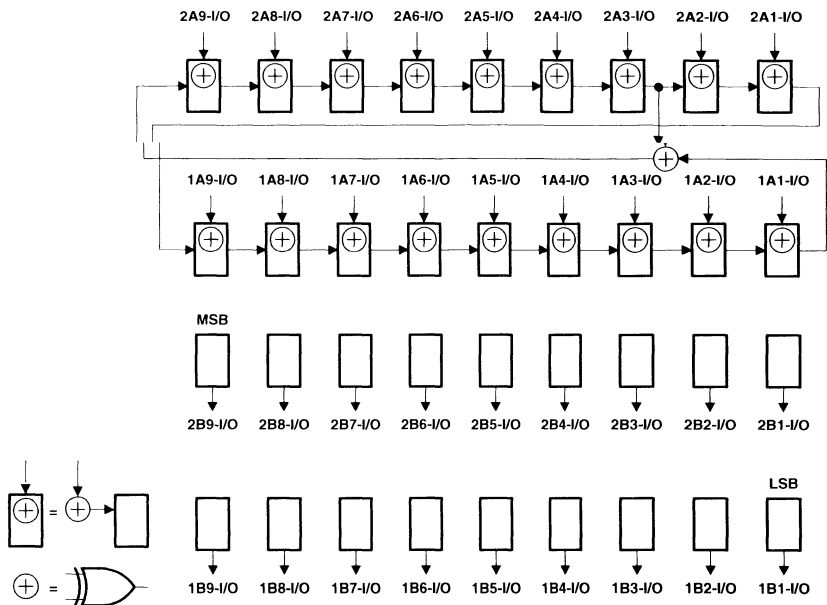 2A9-I/O 2A8-I/O 2A7-I/O 2A6-I/O 2A5-I/O 2A4-I/O 2A3-I/O 2A2-I/O 2A1-I/O
1A9-I/O 1A8-I/O 1A7-I/O 1A6-I/O 1A5-I/O 1A4-I/O 1A3-I/O 1A2-I/O 1A1-I/O
MSB
2B9-I/O 2B8-I/O 2B7-I/O 2B6-I/O 2B5-I/O 2B4-I/O 2B3-I/O 2B2-I/O 2B1-I/O
LSB
=
=
1B9-I/O 1B8-I/O 1B7-I/O 1B6-I/O 1B5-I/O 1B4-I/O 1B3-I/O 1B2-I/O 1B1-I/O